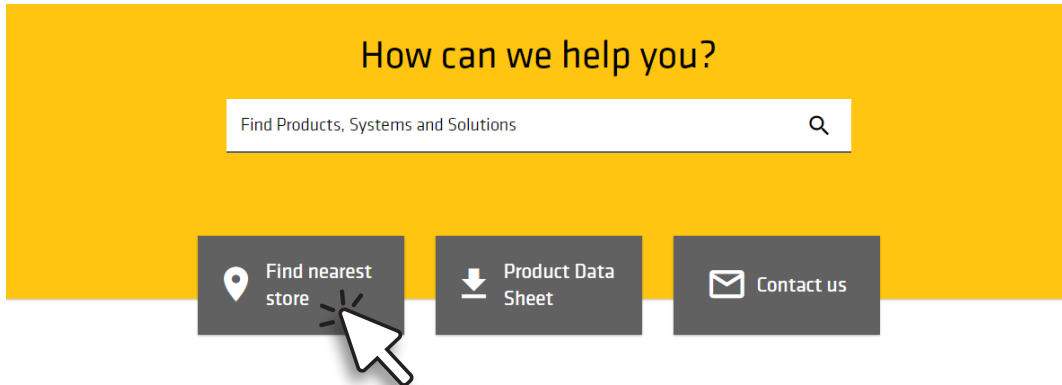 How can we help you?
Find Products, Systems and Solutions
Find nearest
store
Product Data
Sheet
Contact us